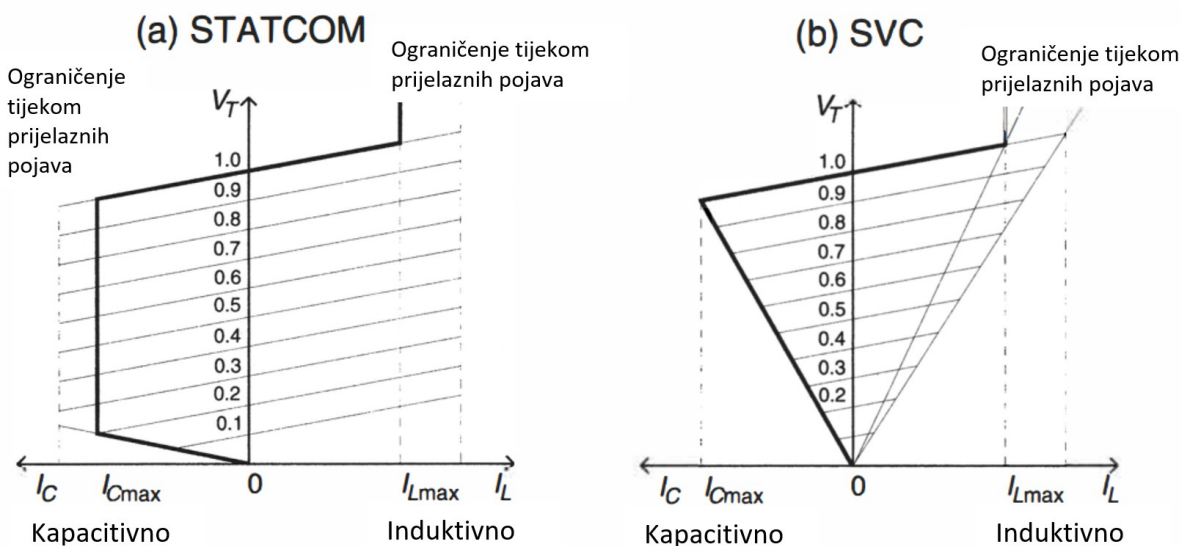 (a) STATCOM
Ograničenje
tijekom
prijelaznih
pojava
Ograničenje tijekom
prijelaznih pojava
V_T
1.0
0.9
0.8
0.7
0.6
0.5
0.4
0.3
0.2
0.1
I_C
I_Cmax
0
I_Lmax
I_L
Kapacitivno
Induktivno
(b) SVC
Ograničenje tijekom
prijelaznih pojava
V_T
1.0
0.9
0.8
0.7
0.6
0.5
0.4
0.3
0.2
I_C
I_Cmax
0
I_Lmax
I_L
Kapacitivno
Induktivno